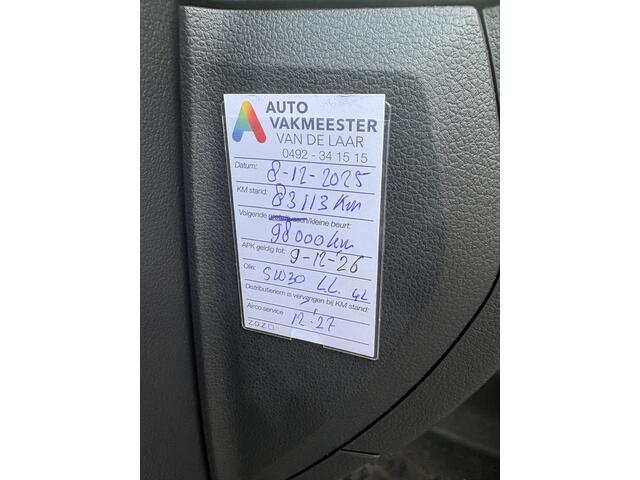 AUTO
VAKMEESTER
VAN DE LAAR
0492 - 34 15 15
Datum: 8-12-2025
KM stand: 83113 Km
Volgende grote/kleine beurt:
98000 km
APK geldig tot: 9-12-'26
Olie: 5W30 LL. 4L
Distributieriem is vervangen bij KM stand:
Airco service 12-'27
Z.O.Z. □